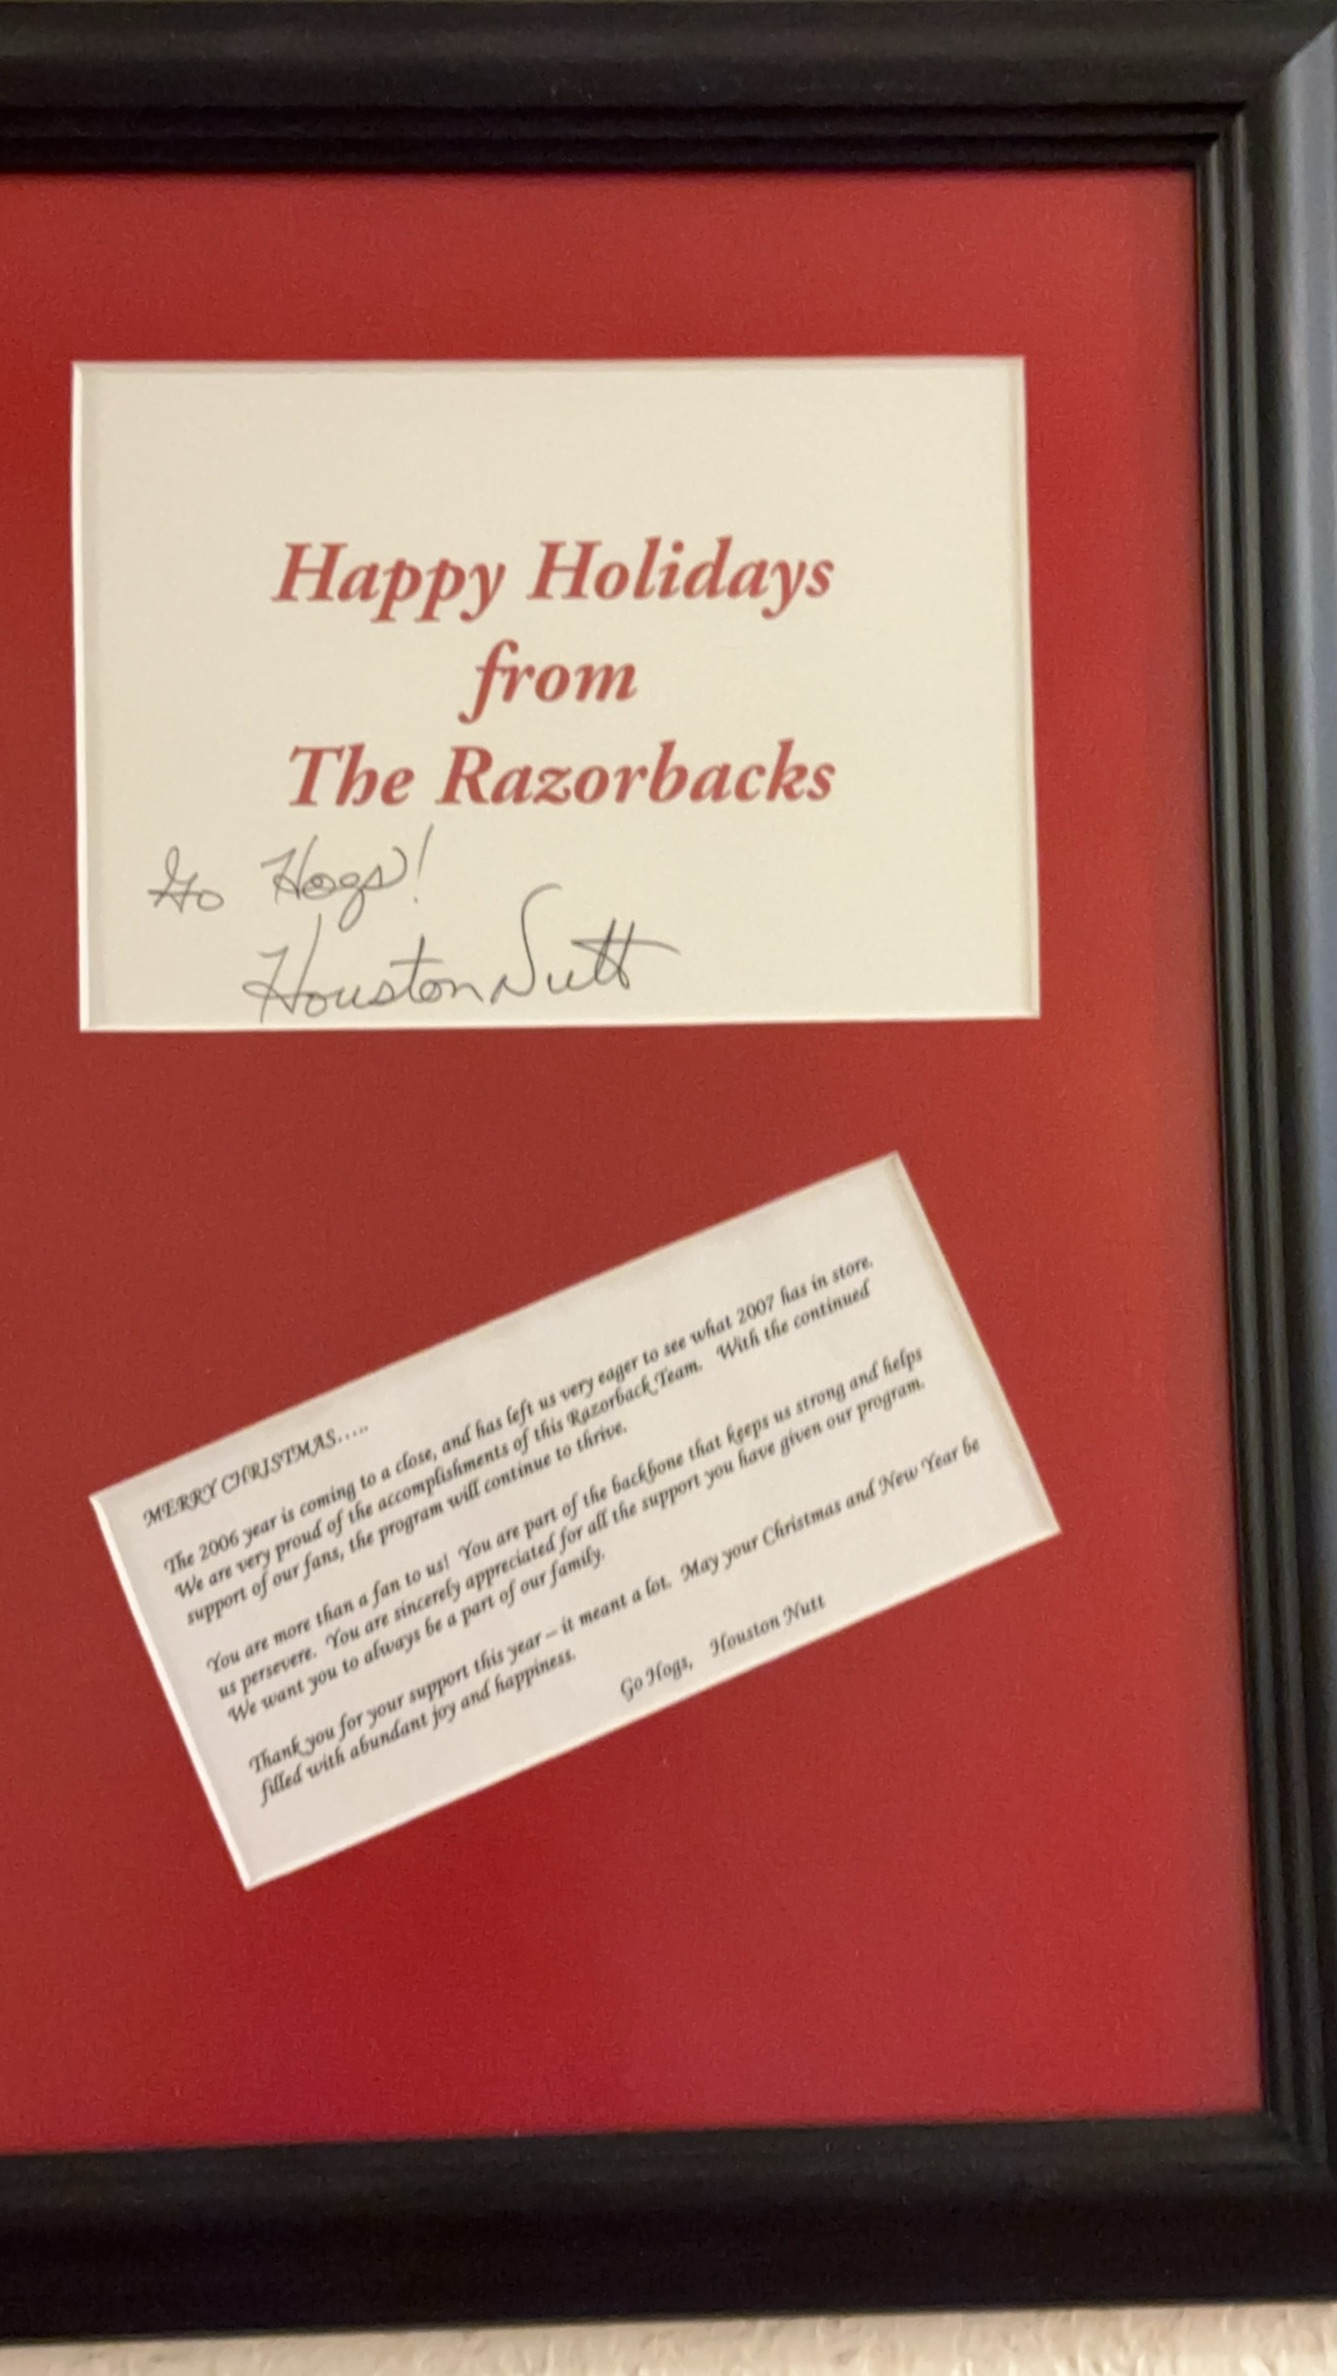 Happy Holidays
from
The Razorbacks
Go Hogs!
Houston Nutt
MERRY CHRISTMAS.....
The 2006 year is coming to a close, and has left us very eager to see what 2007 has in store.
We are very proud of the accomplishments of this Razorback Team. With the continued
support of our fans, the program will continue to thrive.
You are more than a fan to us! You are part of the backbone that keeps us strong and helps
us persevere. You are sincerely appreciated for all the support you have given our program.
We want you to always be a part of our family.
Thank you for your support this year – it meant a lot. May your Christmas and New Year be
filled with abundant joy and happiness.
Go Hogs, Houston Nutt